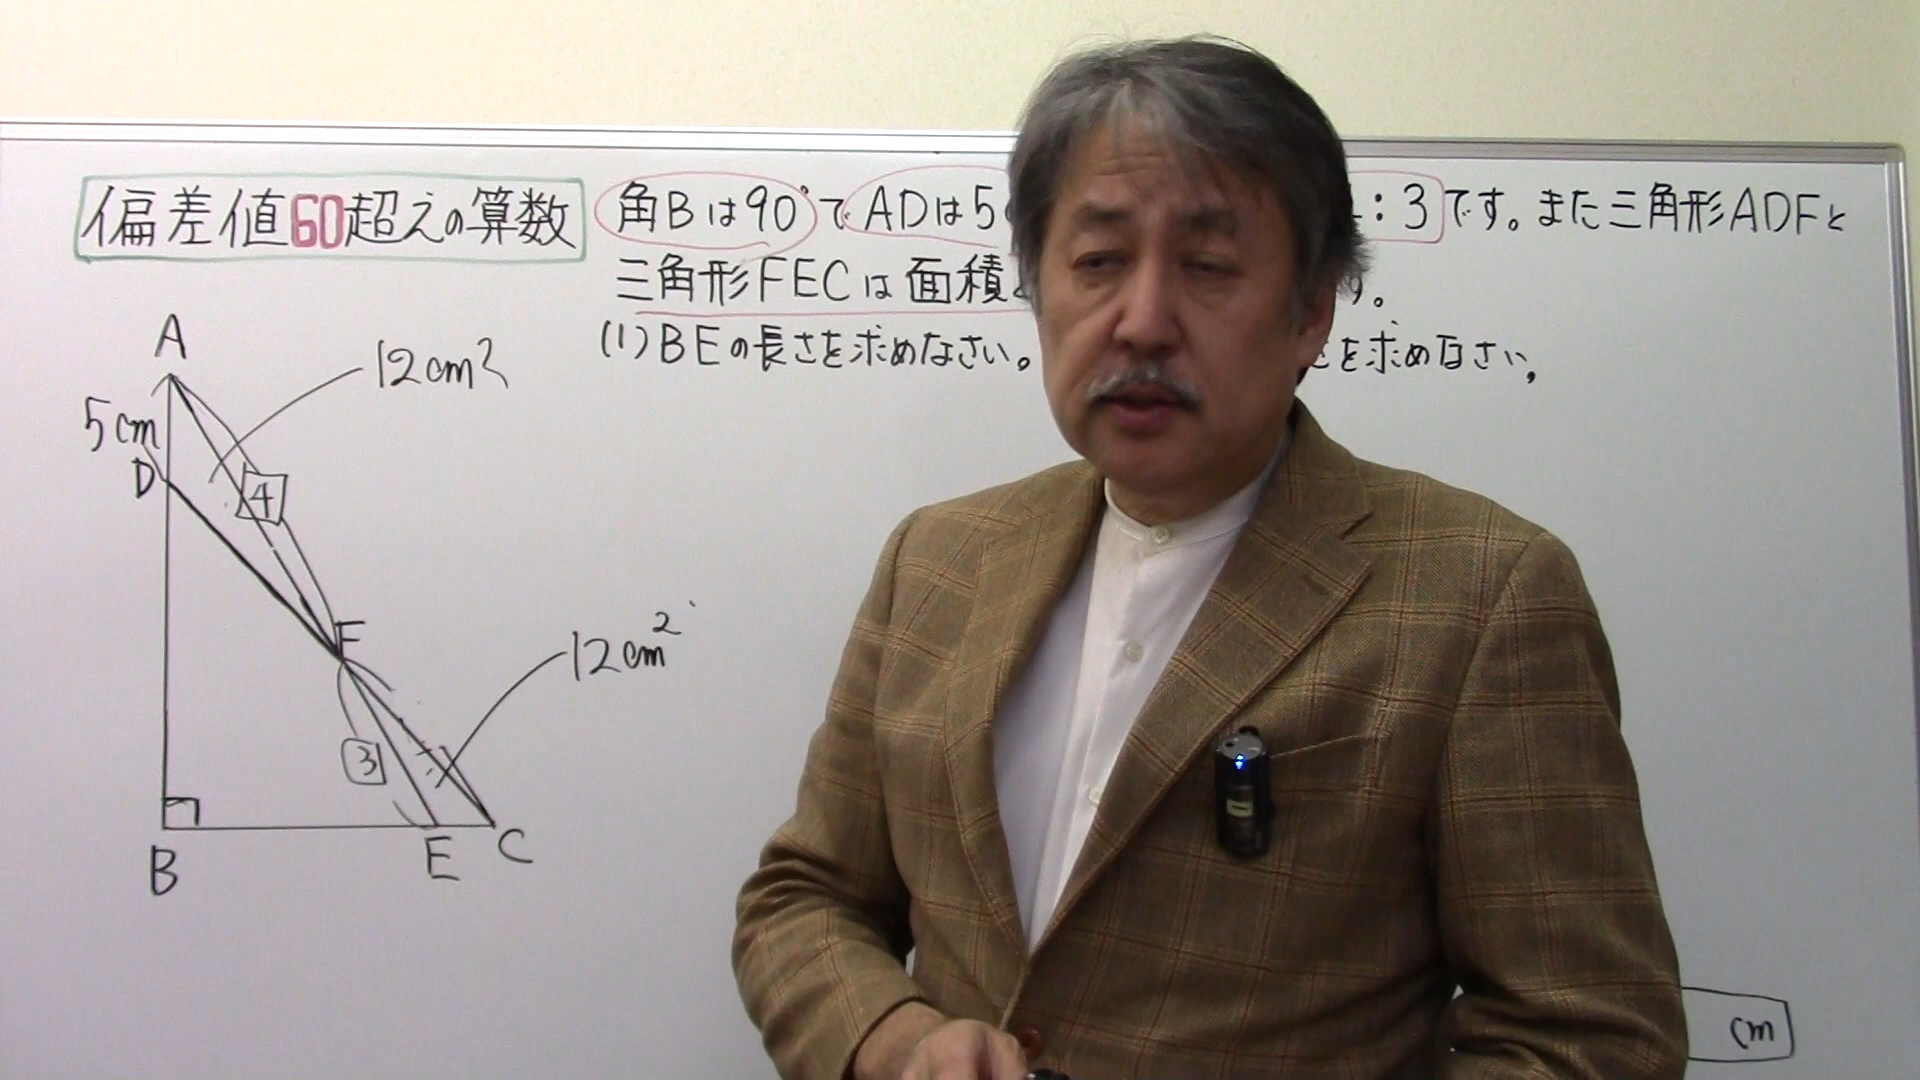 偏差値60超えの算数
角Bは90°でADは5
:3です。また三角形ADFと
三角形FECは面積
す。
(1)BEの長さを求めなさい。
さを求めなさい。
A
12cm2
5cm
D
4
F
12cm2
3
B
E
C
cm